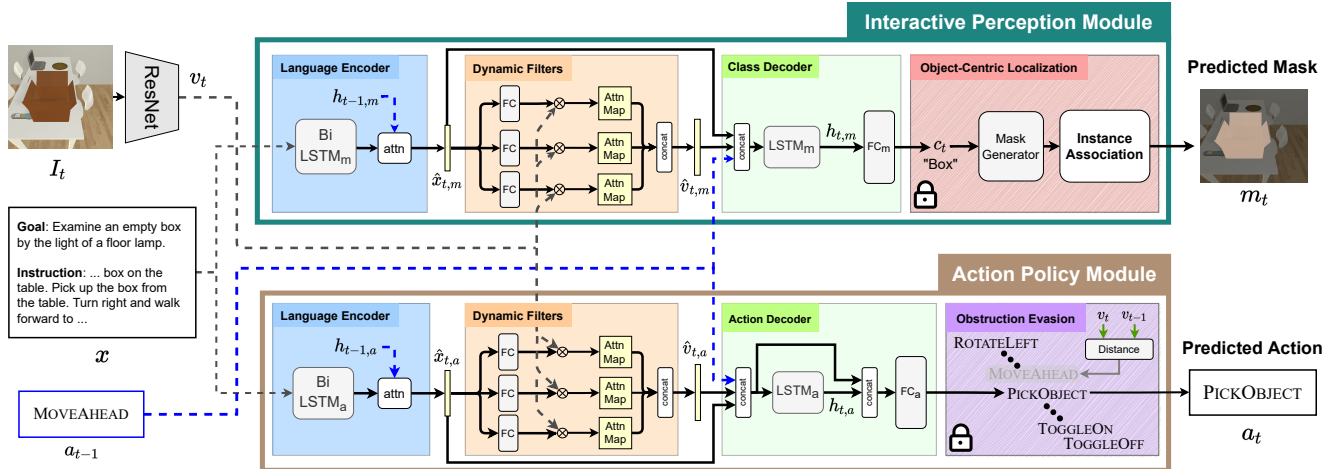 Interactive Perception Module
Language Encoder
Dynamic Filters
Class Decoder
Object-Centric Localization
Predicted Mask
ResNet
v_t
I_t
h_{t-1,m}
Bi
LSTM_m
attn
x̂_{t,m}
FC
FC
FC
⊗
⊗
⊗
Attn
Map
Attn
Map
Attn
Map
concat
v̂_{t,m}
concat
LSTM_m
h_{t,m}
FC_m
c_t
"Box"
Mask
Generator
Instance
Association
m_t
Goal: Examine an empty box
by the light of a floor lamp.
Instruction: ... box on the
table. Pick up the box from
the table. Turn right and walk
forward to ...
x
MOVEAHEAD
a_{t-1}
Action Policy Module
Language Encoder
Dynamic Filters
Action Decoder
Obstruction Evasion
Predicted Action
h_{t-1,a}
Bi
LSTM_a
attn
x̂_{t,a}
FC
FC
FC
⊗
⊗
⊗
Attn
Map
Attn
Map
Attn
Map
concat
v̂_{t,a}
concat
LSTM_a
h_{t,a}
concat
FC_a
v_t
v_{t-1}
Distance
ROTATELEFT
MOVEAHEAD
PICKOBJECT
TOGGLEON
TOGGLEOFF
PICKOBJECT
a_t